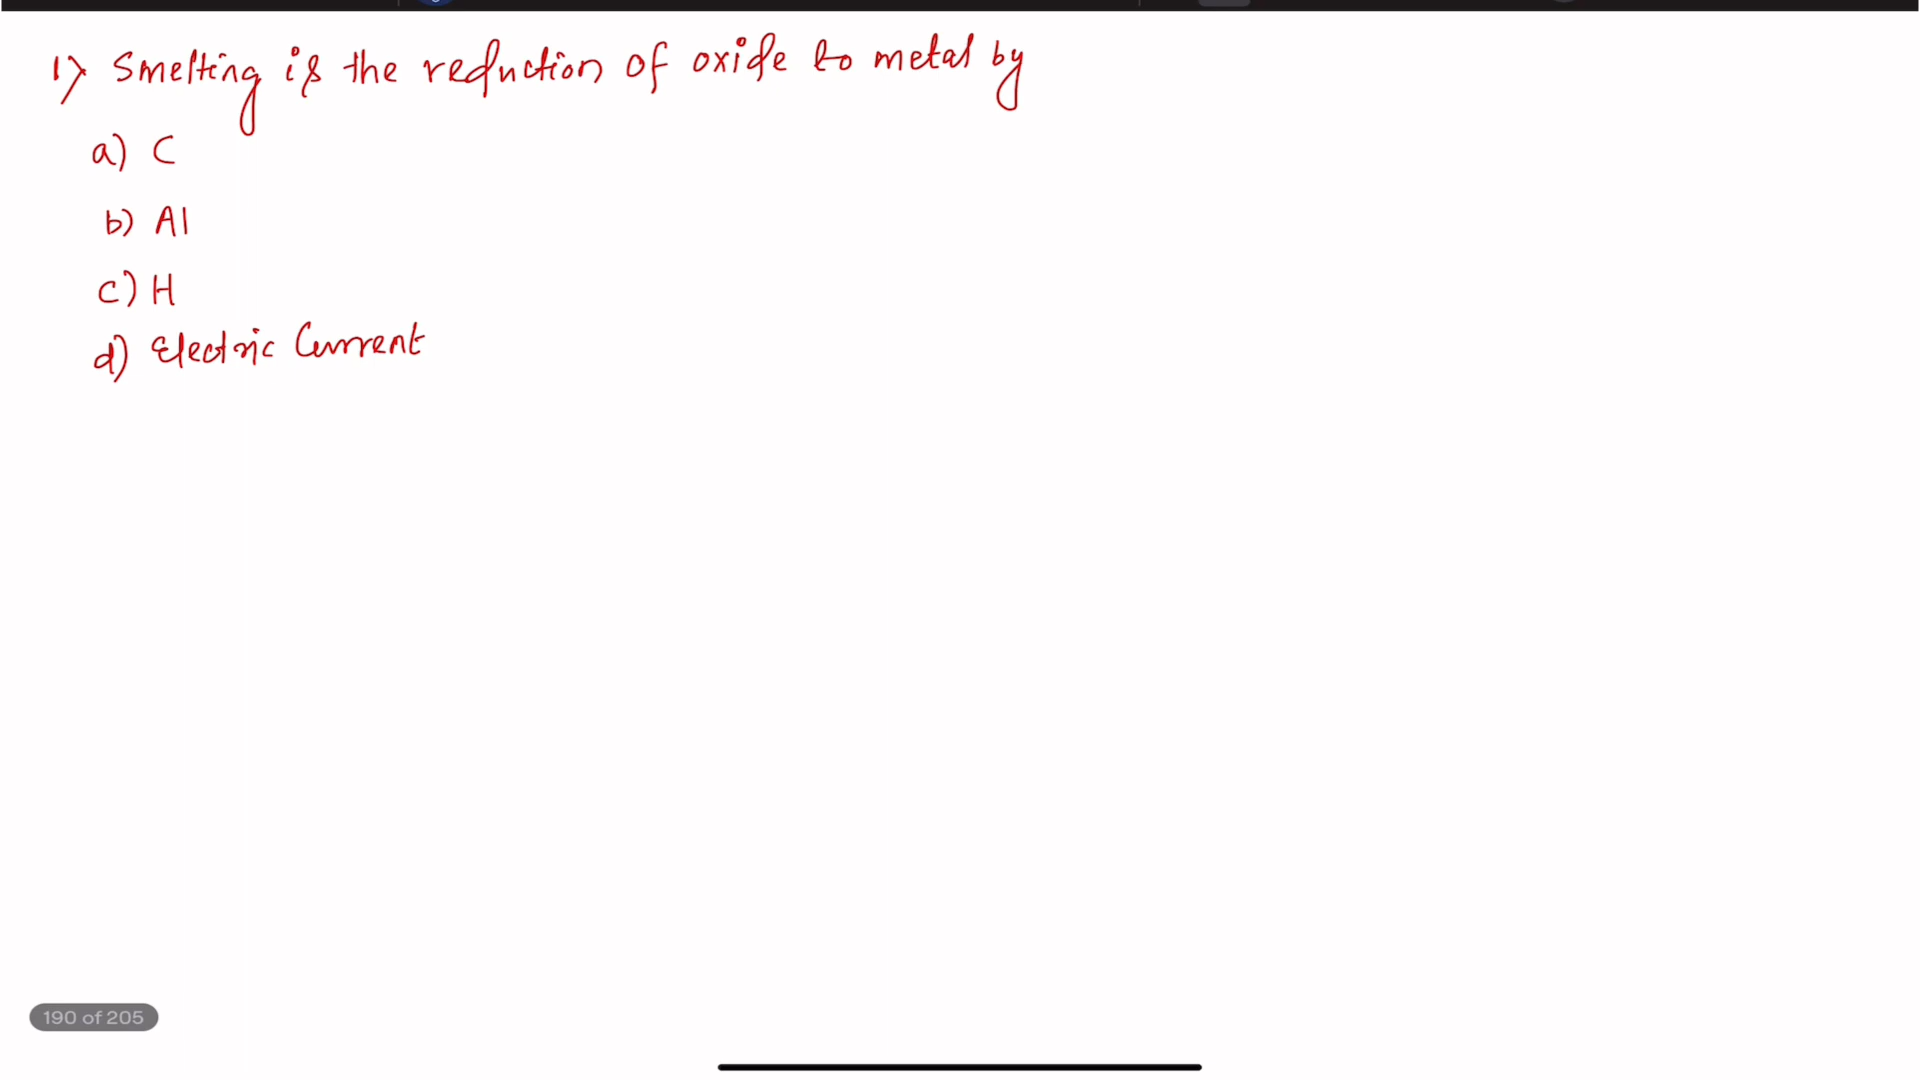 1) Smelting is the reduction of oxide to metal by
a) C
b) Al
c) H
d) Electric Current
190 of 205